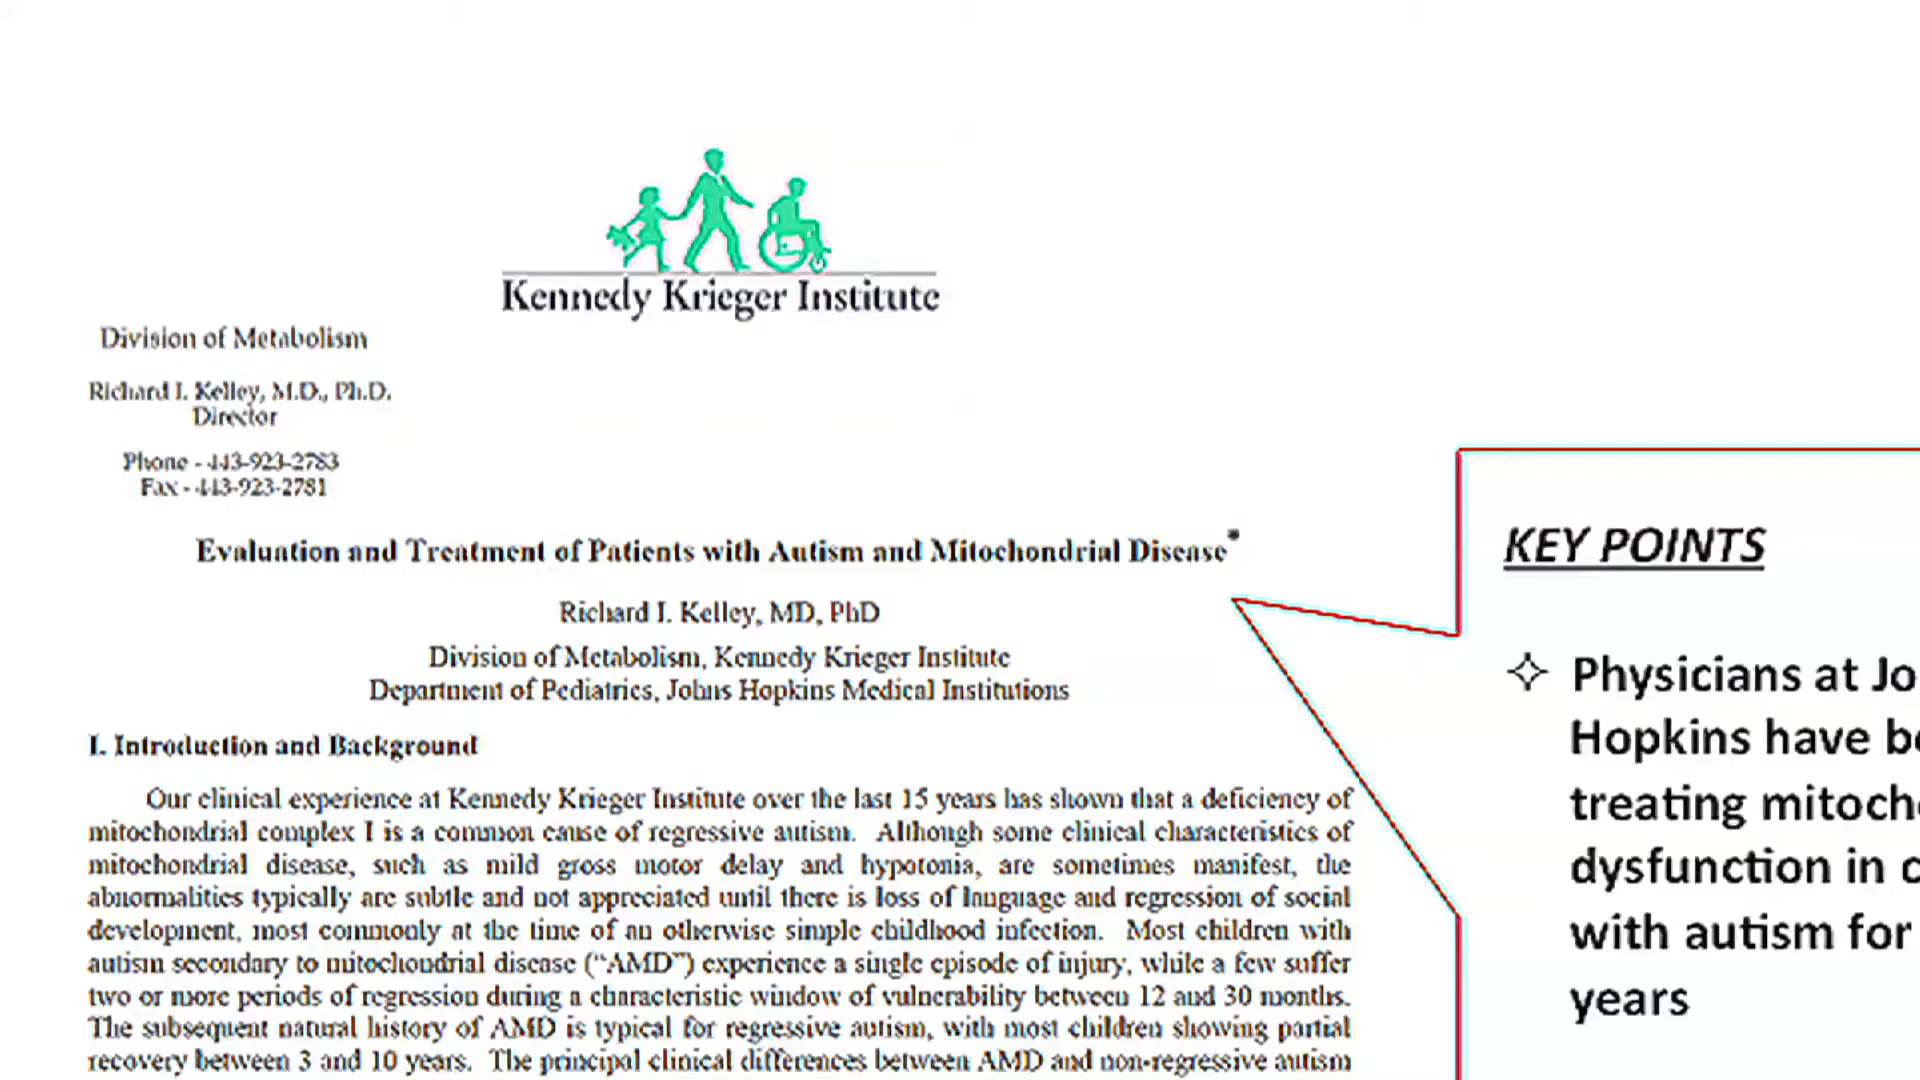 Kennedy Krieger Institute
Division of Metabolism
Richard I. Kelley, M.D., Ph.D.
Director
Phone - 443-923-2783
Fax - 443-923-2781
Evaluation and Treatment of Patients with Autism and Mitochondrial Disease*
Richard I. Kelley, MD, PhD
Division of Metabolism, Kennedy Krieger Institute
Department of Pediatrics, Johns Hopkins Medical Institutions
I. Introduction and Background
Our clinical experience at Kennedy Krieger Institute over the last 15 years has shown that a deficiency of
mitochondrial complex I is a common cause of regressive autism. Although some clinical characteristics of
mitochondrial disease, such as mild gross motor delay and hypotonia, are sometimes manifest, the
abnormalities typically are subtle and not appreciated until there is loss of language and regression of social
development, most commonly at the time of an otherwise simple childhood infection. Most children with
autism secondary to mitochondrial disease (“AMD”) experience a single episode of injury, while a few suffer
two or more periods of regression during a characteristic window of vulnerability between 12 and 30 months.
The subsequent natural history of AMD is typical for regressive autism, with most children showing partial
recovery between 3 and 10 years. The principal clinical differences between AMD and non-regressive autism
KEY POINTS
✧ Physicians at Jo
Hopkins have be
treating mitoch
dysfunction in c
with autism for
years